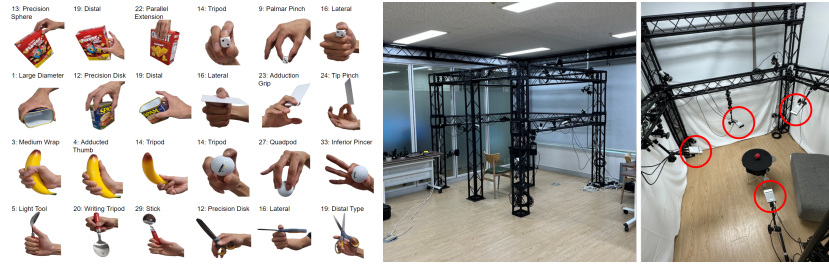 13: Precision Sphere
19: Distal
22: Parallel Extension
14: Tripod
9: Palmar Pinch
16: Lateral
1: Large Diameter
12: Precision Disk
19: Distal
16: Lateral
23: Adduction Grip
24: Tip Pinch
3: Medium Wrap
4: Adducted Thumb
14: Tripod
14: Tripod
27: Quadpod
33: Inferior Pincer
5: Light Tool
20: Writing Tripod
29: Stick
12: Precision Disk
16: Lateral
19: Distal Type